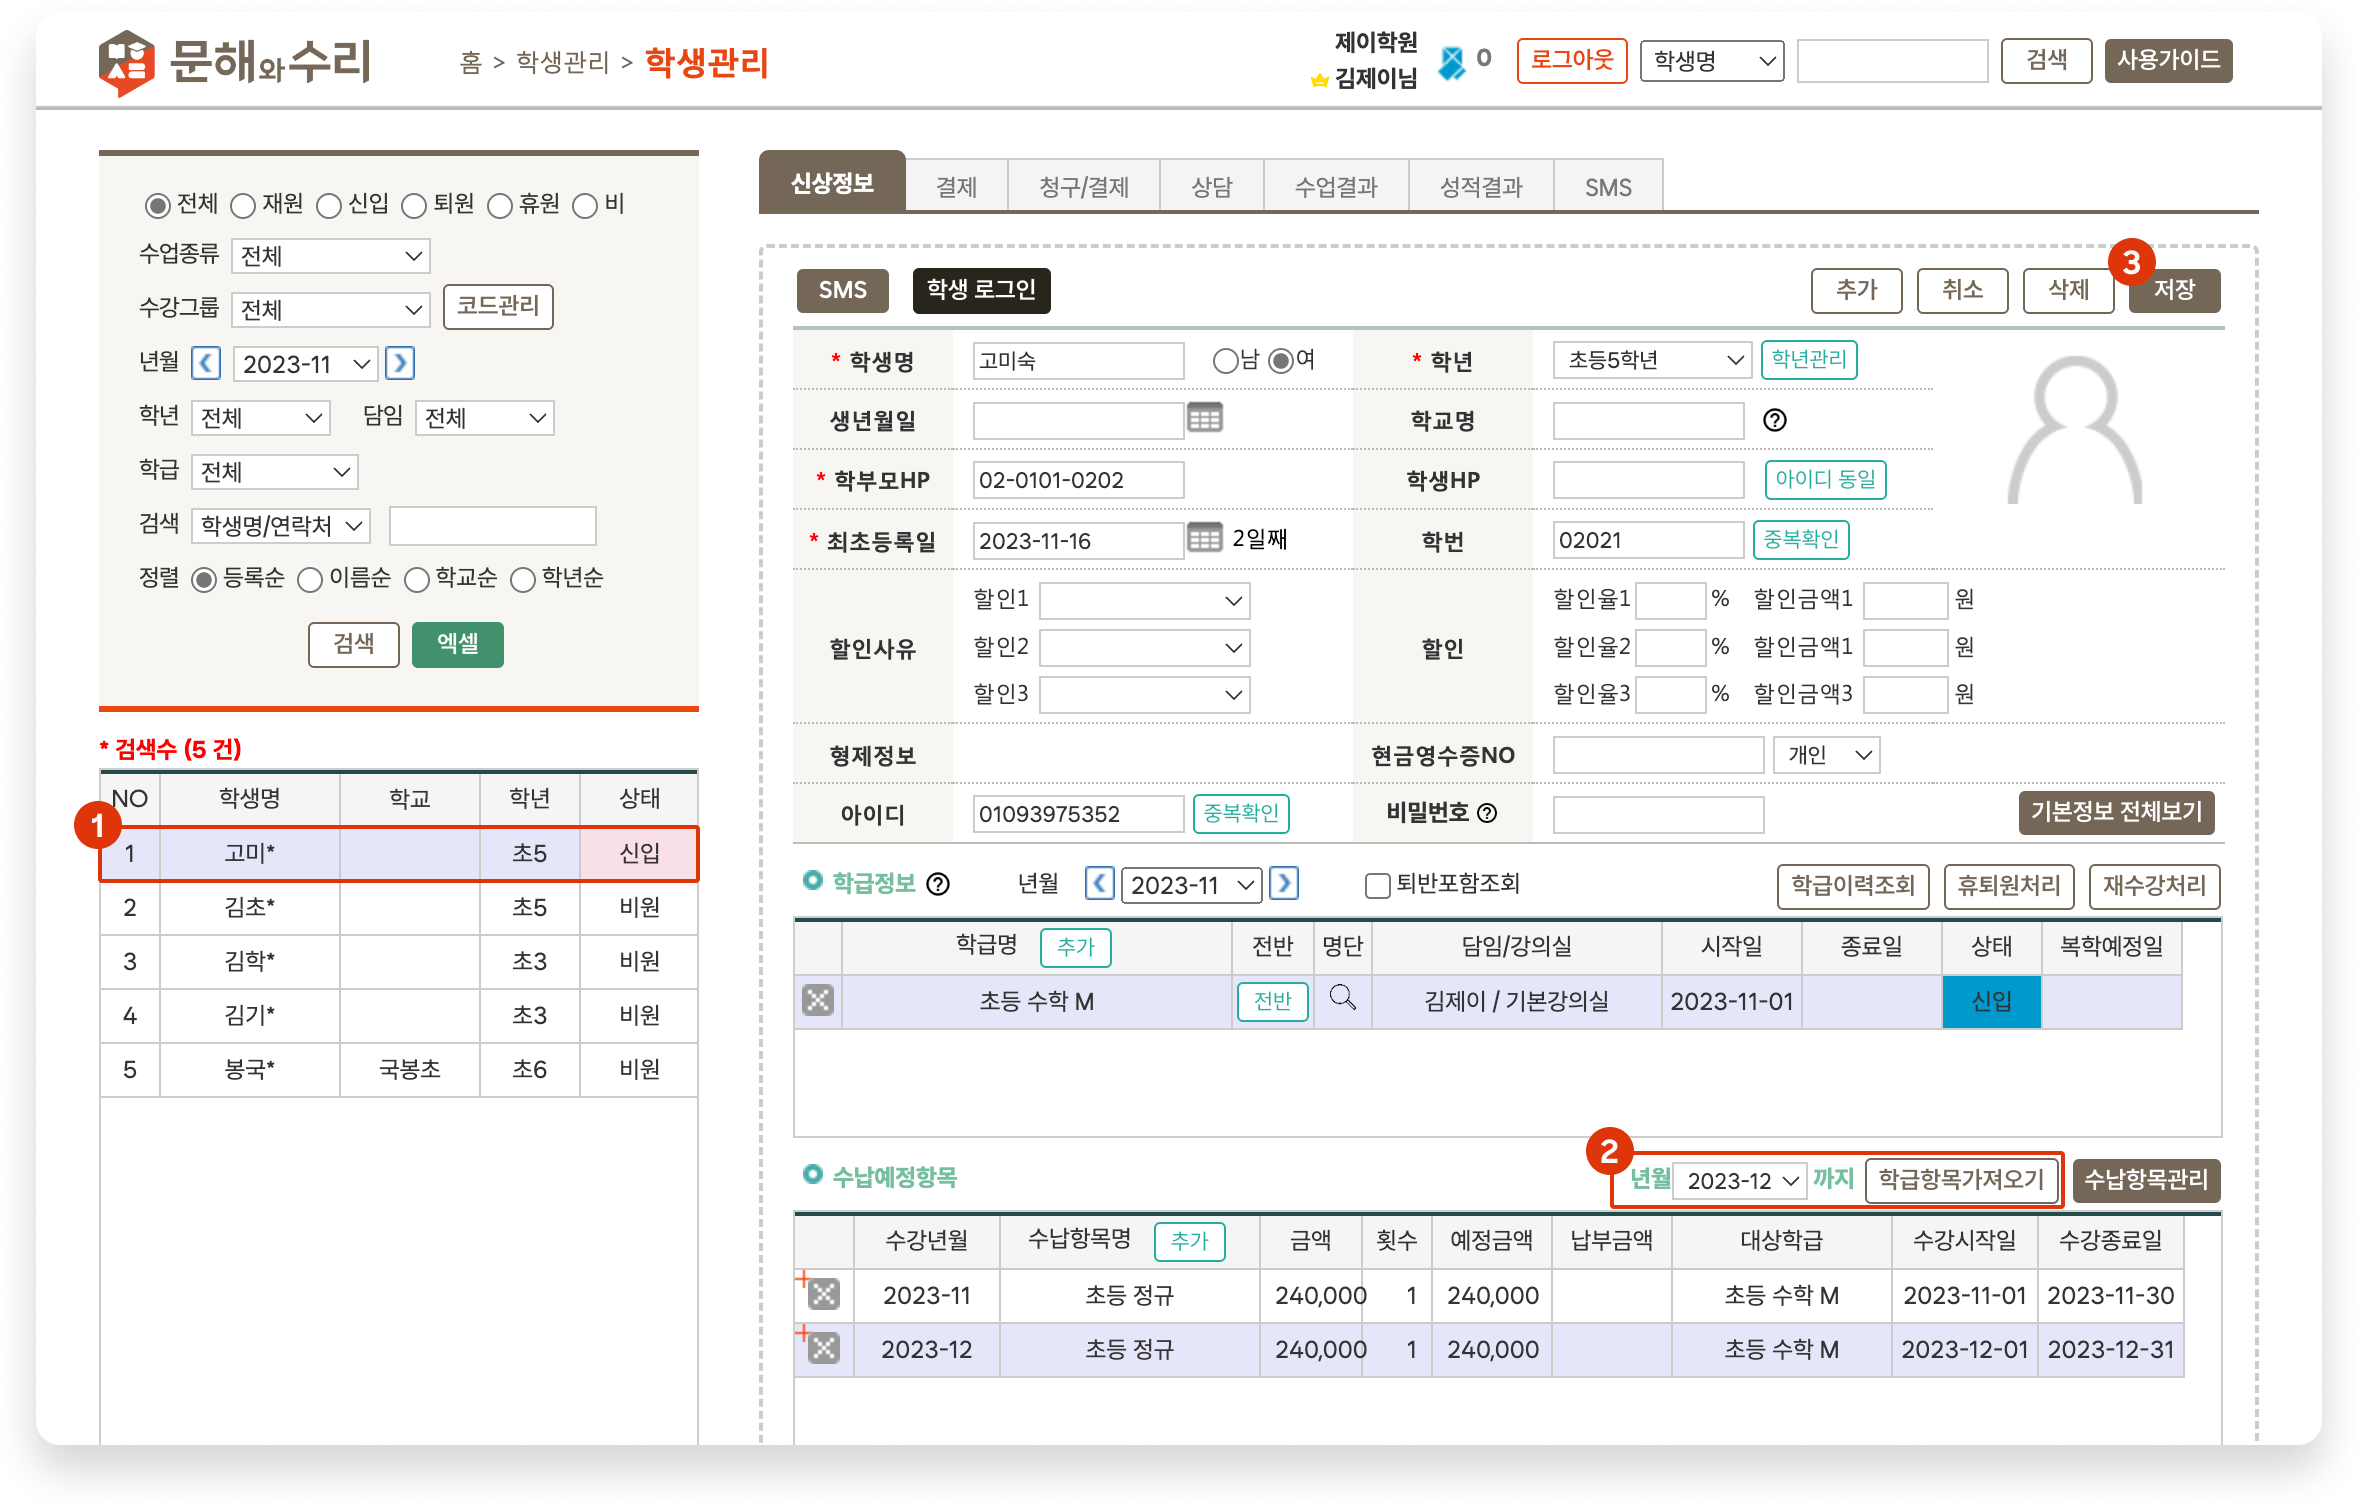 문해와수리
홈 > 학생관리 > 학생관리
제이학원
김제이님
0
로그아웃 학생명 검색 사용가이드
전체 재원 신입 퇴원 휴원 비
수업종류 전체
수강그룹 전체 코드관리
년월 2023-11
학년 전체 담임 전체
학급 전체
검색 학생명/연락처
정렬 등록순 이름순 학교순 학년순
검색 엑셀
* 검색수 (5 건)
NO 학생명 학교 학년 상태
1
1 고미* 초5 신입
2 김초* 초5 비원
3 김학* 초3 비원
4 김기* 초3 비원
5 봉국* 국봉초 초6 비원
신상정보 결제 청구/결제 상담 수업결과 성적결과 SMS
3
SMS 학생 로그인 추가 취소 삭제 저장
* 학생명 고미숙 남 여 * 학년 초등5학년 학년관리
생년월일 학교명 ?
* 학부모HP 02-0101-0202 학생HP 아이디 동일
* 최초등록일 2023-11-16 2일째 학번 02021 중복확인
할인1 할인율1 % 할인금액1 원
할인사유 할인2 할인 할인율2 % 할인금액1 원
할인3 할인율3 % 할인금액3 원
형제정보 현금영수증NO 개인
아이디 01093975352 중복확인 비밀번호 ? 기본정보 전체보기
학급정보 ? 년월 2023-11 퇴반포함조회 학급이력조회 휴퇴원처리 재수강처리
학급명 추가 전반 명단 담임/강의실 시작일 종료일 상태 복학예정일
초등 수학 M 전반 김제이 / 기본강의실 2023-11-01 신입
2
수납예정항목 년월 2023-12 까지 학급항목가져오기 수납항목관리
수강년월 수납항목명 추가 금액 횟수 예정금액 납부금액 대상학급 수강시작일 수강종료일
2023-11 초등 정규 240,000 1 240,000 초등 수학 M 2023-11-01 2023-11-30
2023-12 초등 정규 240,000 1 240,000 초등 수학 M 2023-12-01 2023-12-31